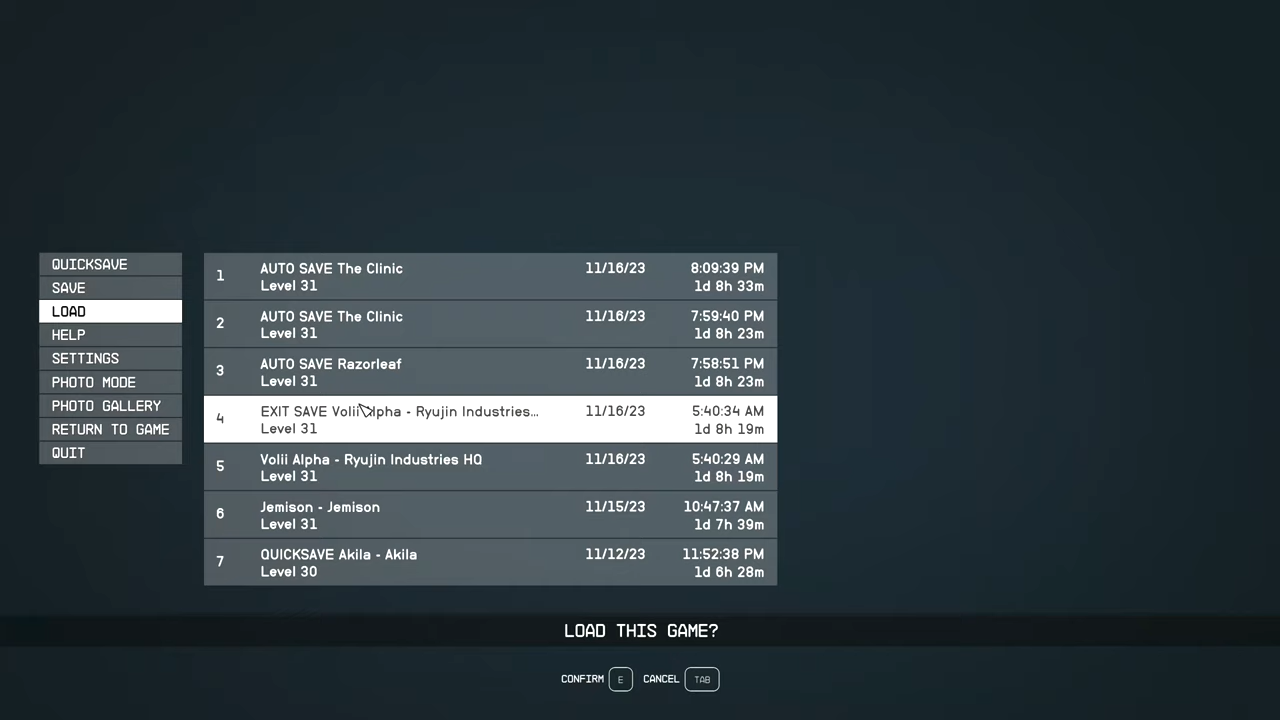 QUICKSAVE
SAVE
LOAD
HELP
SETTINGS
PHOTO MODE
PHOTO GALLERY
RETURN TO GAME
QUIT
1 AUTO SAVE The Clinic 11/16/23 8:09:39 PM
Level 31 1d 8h 33m
2 AUTO SAVE The Clinic 11/16/23 7:59:40 PM
Level 31 1d 8h 23m
3 AUTO SAVE Razorleaf 11/16/23 7:58:51 PM
Level 31 1d 8h 23m
4 EXIT SAVE Volii Alpha - Ryujin Industries... 11/16/23 5:40:34 AM
Level 31 1d 8h 19m
5 Volii Alpha - Ryujin Industries HQ 11/16/23 5:40:29 AM
Level 31 1d 8h 19m
6 Jemison - Jemison 11/15/23 10:47:37 AM
Level 31 1d 7h 39m
7 QUICKSAVE Akila - Akila 11/12/23 11:52:38 PM
Level 30 1d 6h 28m
LOAD THIS GAME?
CONFIRM E CANCEL TAB